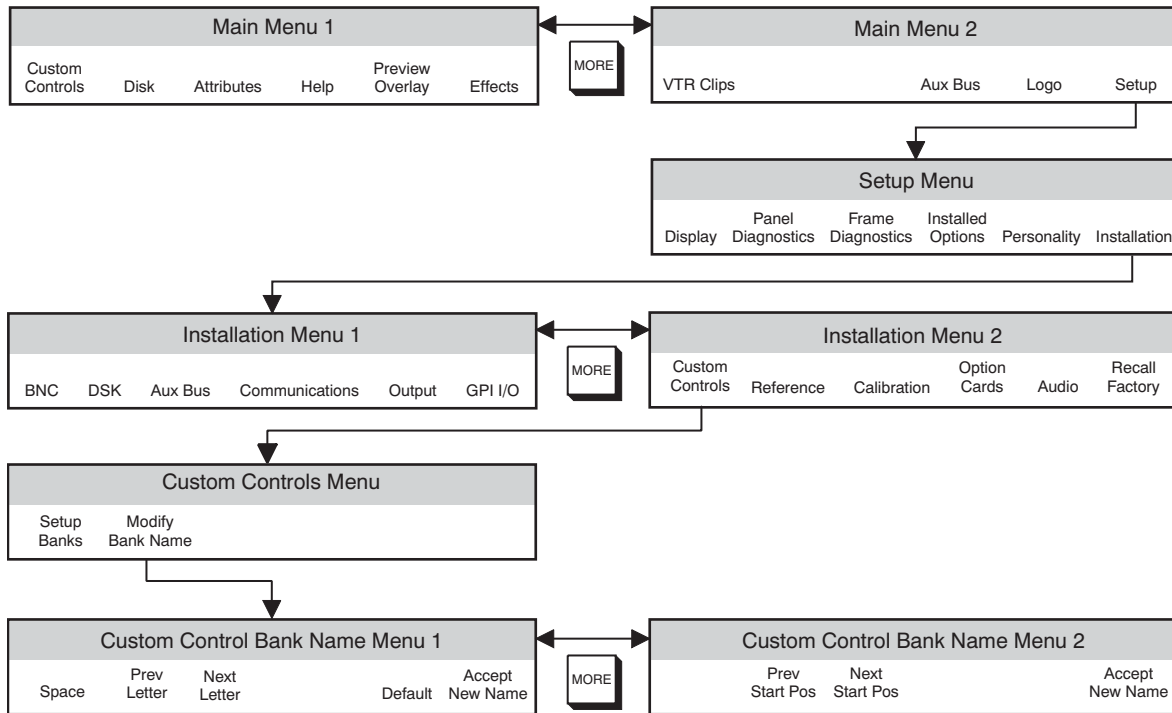 Main Menu 1
Custom Controls
Disk
Attributes
Help
Preview Overlay
Effects
MORE
Main Menu 2
VTR Clips
Aux Bus
Logo
Setup
Setup Menu
Display
Panel Diagnostics
Frame Diagnostics
Installed Options
Personality
Installation
Installation Menu 1
BNC
DSK
Aux Bus
Communications
Output
GPI I/O
MORE
Installation Menu 2
Custom Controls
Reference
Calibration
Option Cards
Audio
Recall Factory
Custom Controls Menu
Setup Banks
Modify Bank Name
Custom Control Bank Name Menu 1
Space
Prev Letter
Next Letter
Default
Accept New Name
MORE
Custom Control Bank Name Menu 2
Prev Start Pos
Next Start Pos
Accept New Name